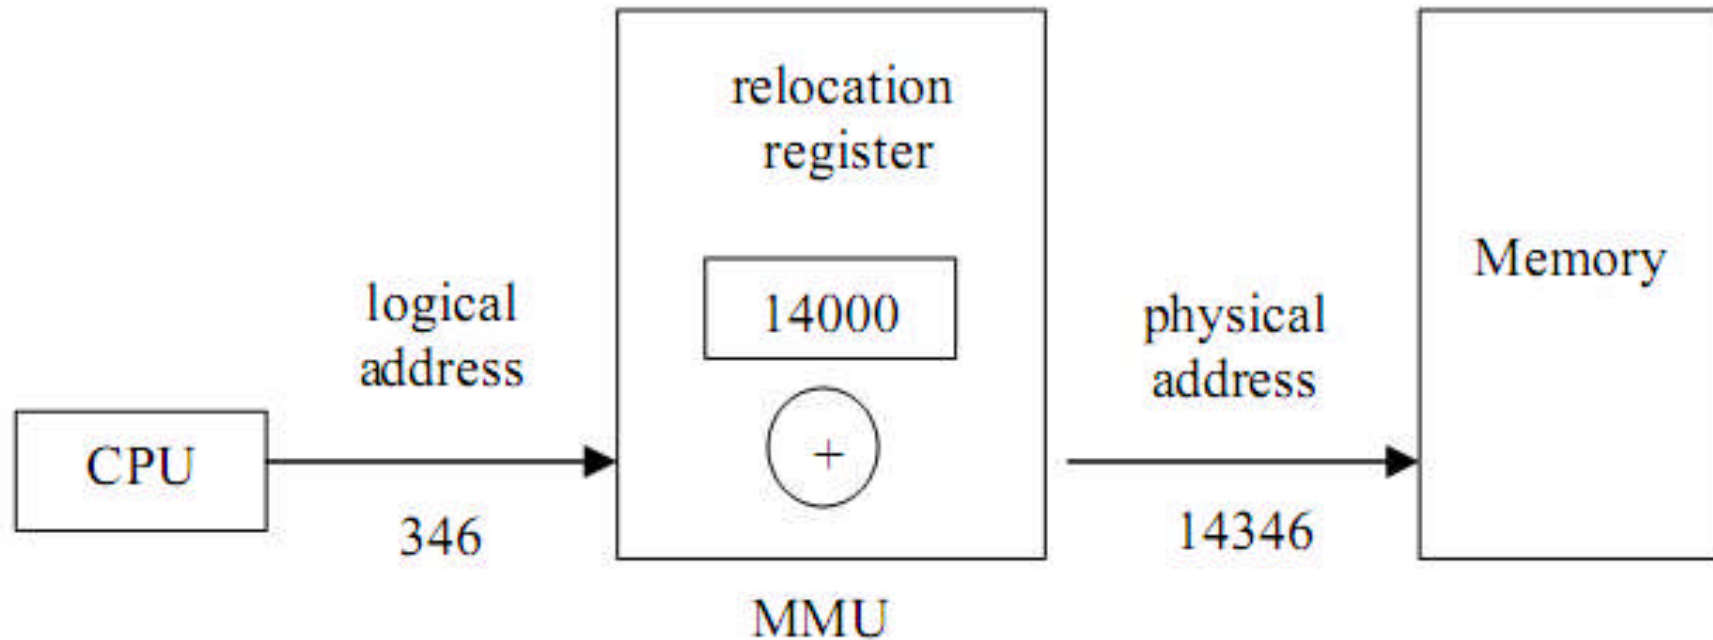 CPU
logical
address
346
relocation
register
14000
+
MMU
physical
address
14346
Memory